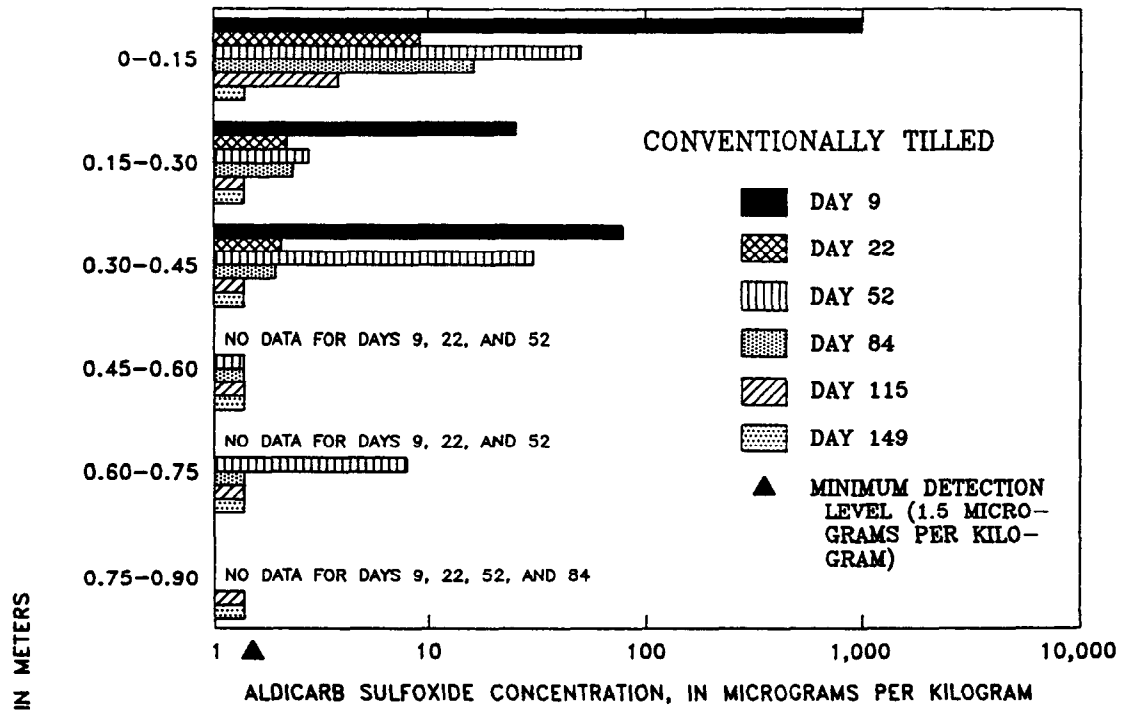 0-0.15
0.15-0.30
0.30-0.45
0.45-0.60
0.60-0.75
0.75-0.90
NO DATA FOR DAYS 9, 22, AND 52
NO DATA FOR DAYS 9, 22, AND 52
NO DATA FOR DAYS 9, 22, 52, AND 84
CONVENTIONALLY TILLED
DAY 9
DAY 22
DAY 52
DAY 84
DAY 115
DAY 149
MINIMUM DETECTION
LEVEL (1.5 MICRO-
GRAMS PER KILO-
GRAM)
1 10 100 1,000 10,000
ALDICARB SULFOXIDE CONCENTRATION, IN MICROGRAMS PER KILOGRAM
IN METERS